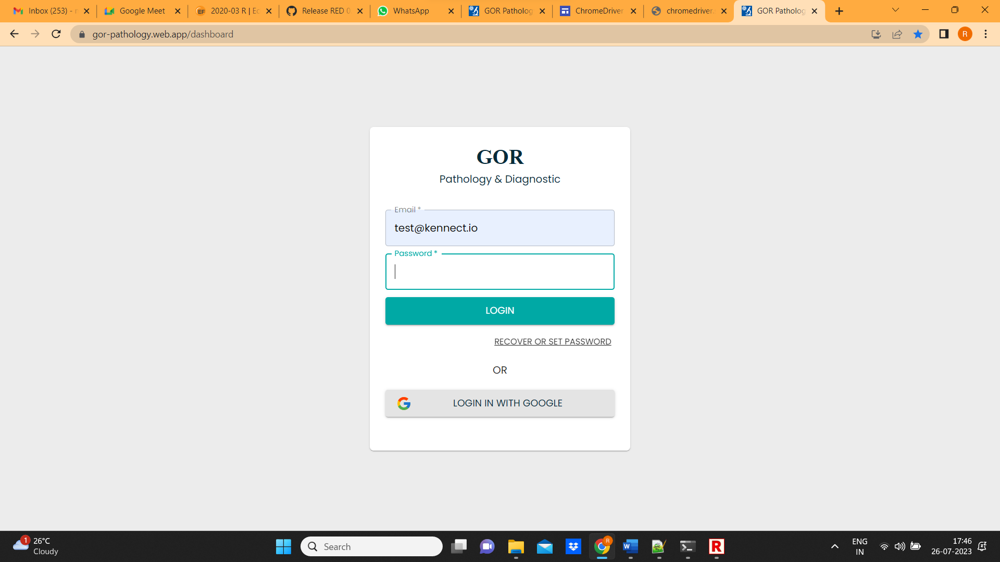 Inbox (253) - 
Google Meet
2020-03 R | Ec
Release RED 0
WhatsApp
GOR Patholog
ChromeDriver
chromedriver.
GOR Patholog
gor-pathology.web.app/dashboard
R
GOR
Pathology & Diagnostic
Email *
test@kennect.io
Password *
LOGIN
RECOVER OR SET PASSWORD
OR
LOGIN IN WITH GOOGLE
1
26°C
Cloudy
Search
R
W
R
ENG
IN
17:46
26-07-2023